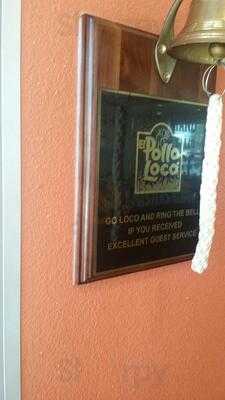 El
Pollo
Loco
GO LOCO AND RING THE BELL
IF YOU RECEIVED
EXCELLENT GUEST SERVICE